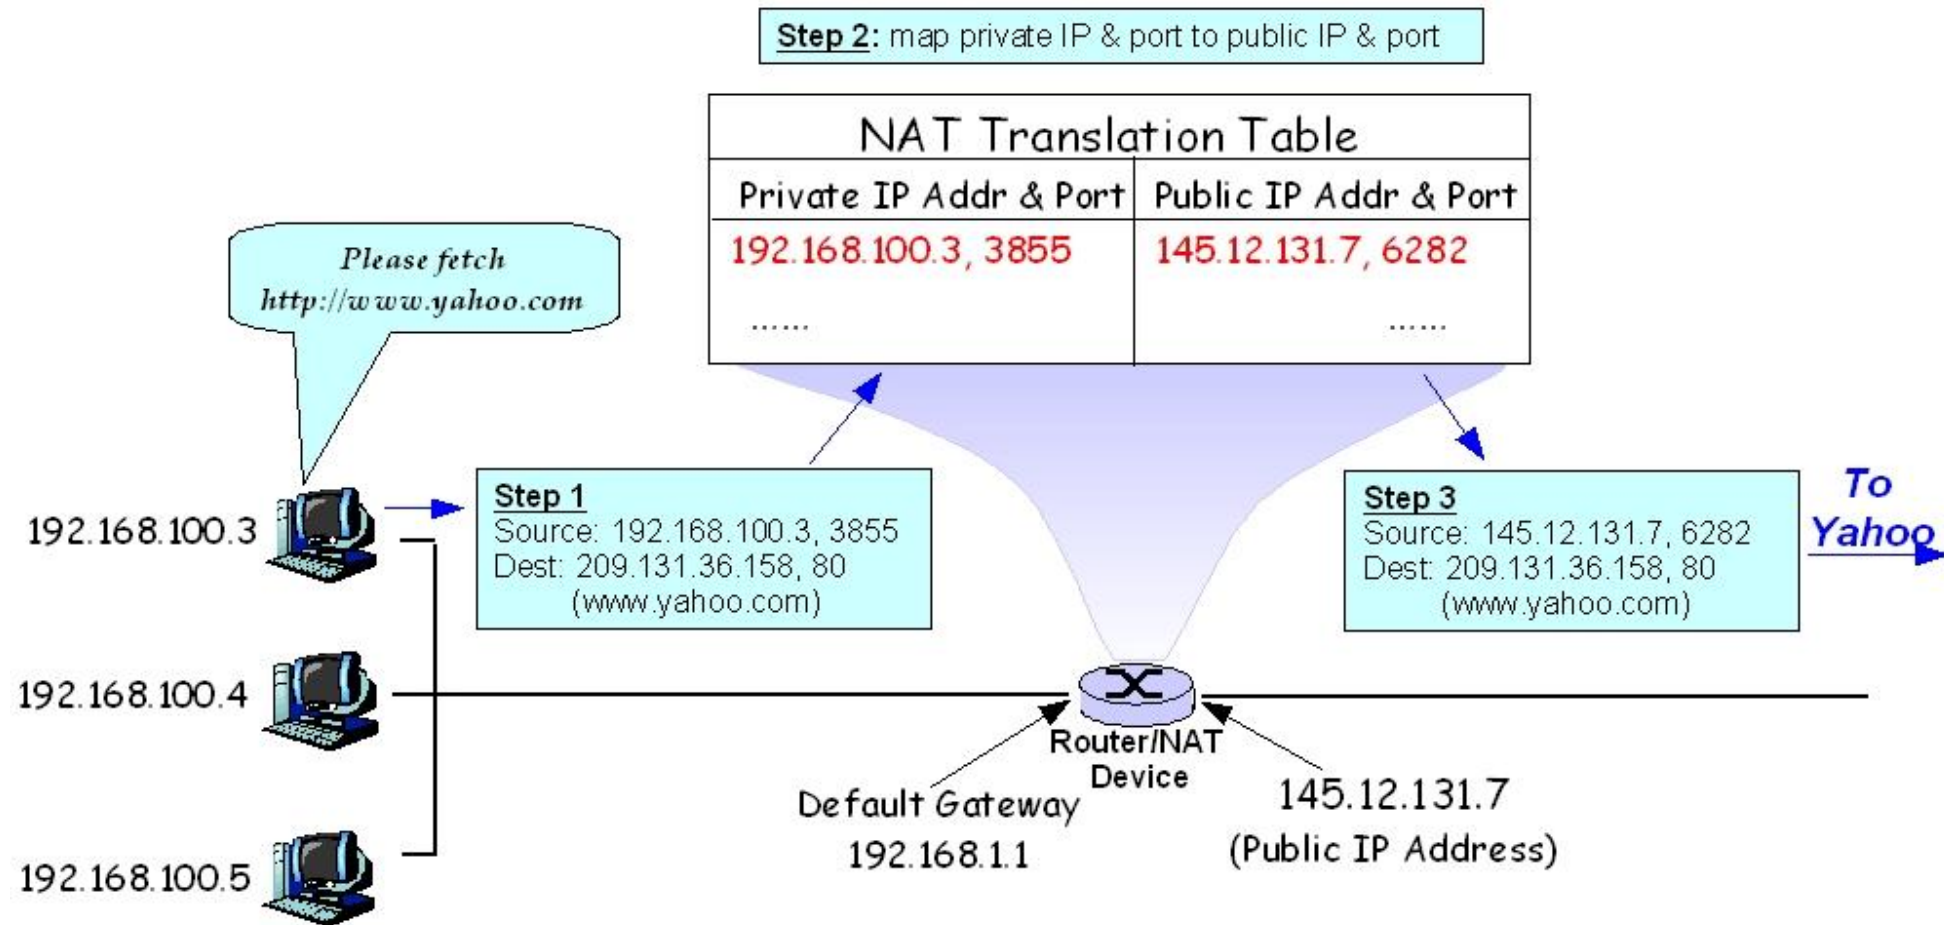 Step 2: map private IP & port to public IP & port
NAT Translation Table
Private IP Addr & Port
Public IP Addr & Port
192.168.100.3, 3855
145.12.131.7, 6282
......
......
Please fetch
http://www.yahoo.com
192.168.100.3
Step 1
Source: 192.168.100.3, 3855
Dest: 209.131.36.158, 80
(www.yahoo.com)
Step 3
Source: 145.12.131.7, 6282
Dest: 209.131.36.158, 80
(www.yahoo.com)
To
Yahoo
192.168.100.4
Router/NAT
Device
Default Gateway
192.168.1.1
145.12.131.7
(Public IP Address)
192.168.100.5